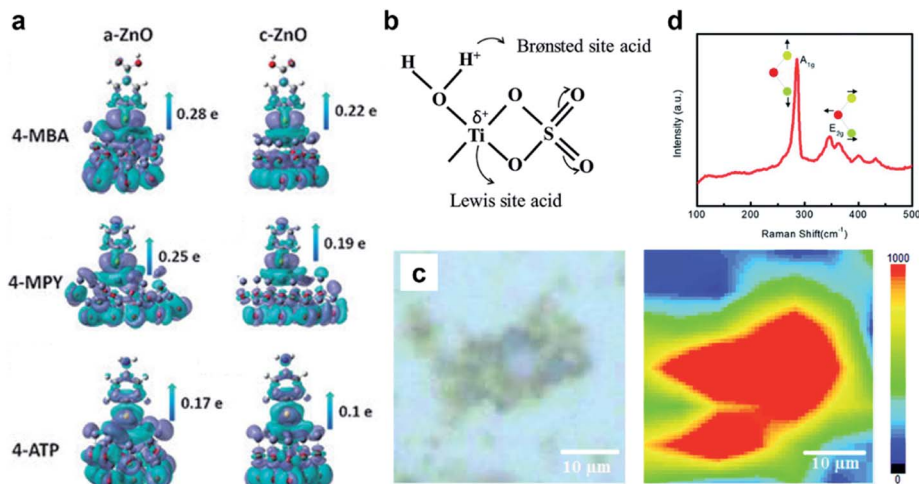 a
a-ZnO
c-ZnO
4-MBA
0.28 e
0.22 e
4-MPY
0.25 e
0.19 e
4-ATP
0.17 e
0.1 e
b
H
H+
Brønsted site acid
O
δ+
Ti
O
O
S
O
O
Lewis site acid
c
10 µm
d
Intensity (a.u.)
A1g
E2g
100
200
300
400
500
Raman Shift(cm-1)
1000
0
10 µm